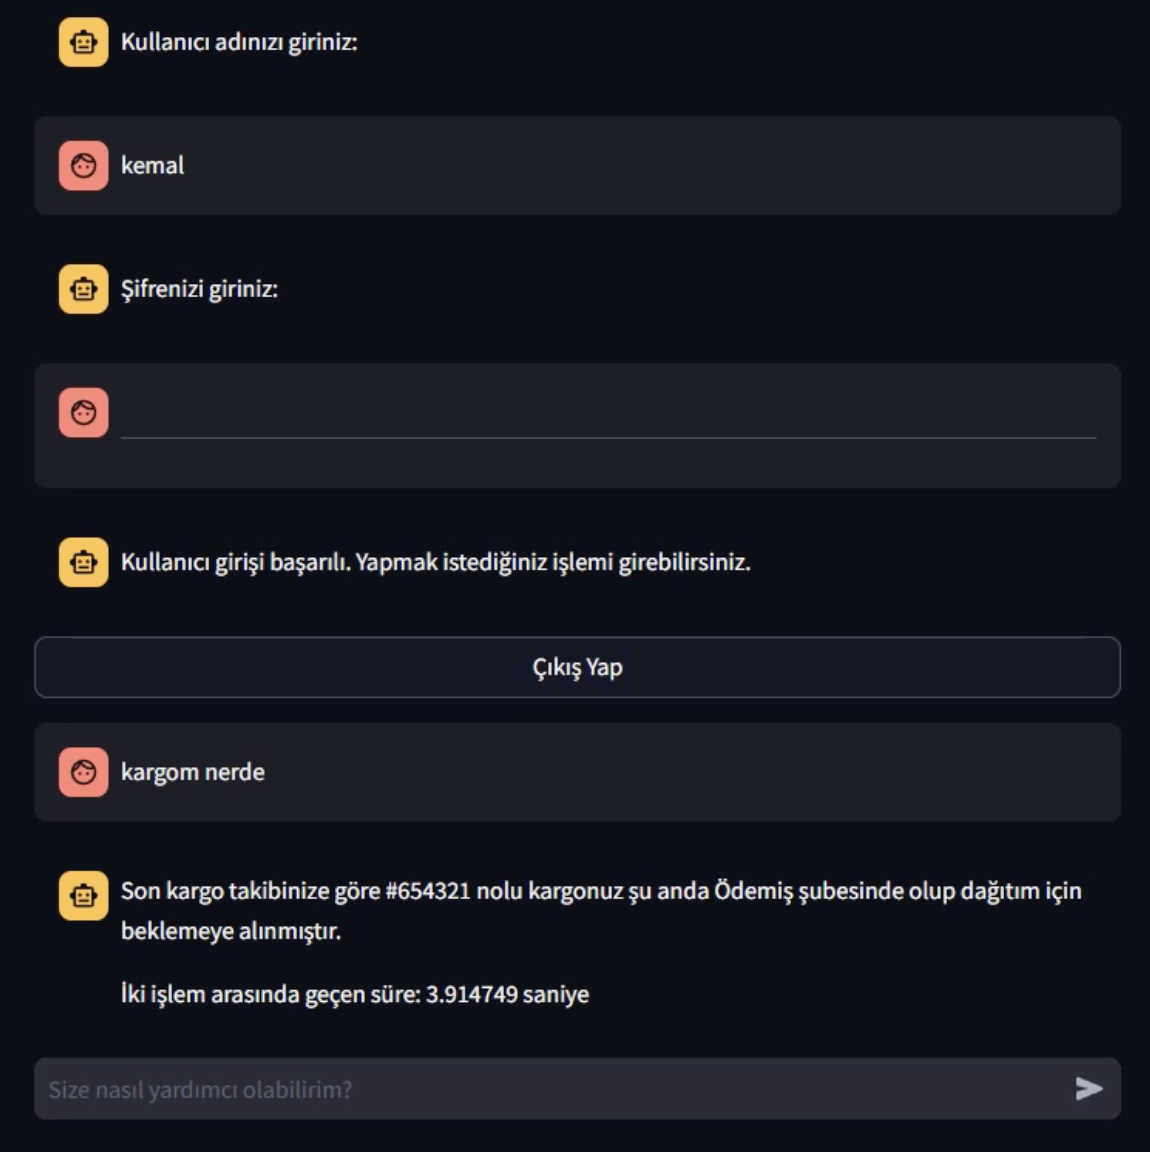 Kullanıcı adınızı giriniz:
kemal
Şifrenizi giriniz:
Kullanıcı girişi başarılı. Yapmak istediğiniz işlemi girebilirsiniz.
Çıkış Yap
kargom nerde
Son kargo takibinize göre #654321 nolu kargonuz şu anda Ödemiş şubesinde olup dağıtım için
beklemeye alınmıştır.
İki işlem arasında geçen süre: 3.914749 saniye
Size nasıl yardımcı olabilirim?